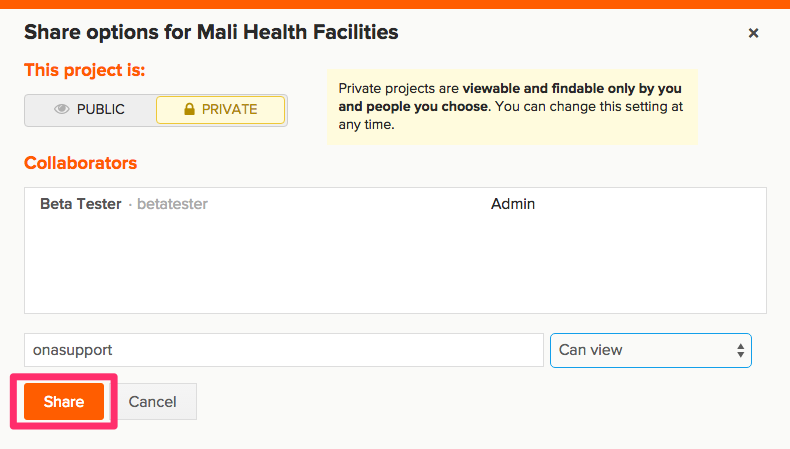 Share options for Mali Health Facilities
×
This project is:
PUBLIC PRIVATE
Private projects are viewable and findable only by you
and people you choose. You can change this setting at
any time.
Collaborators
Beta Tester · betatester Admin
onasupport Can view
Share Cancel